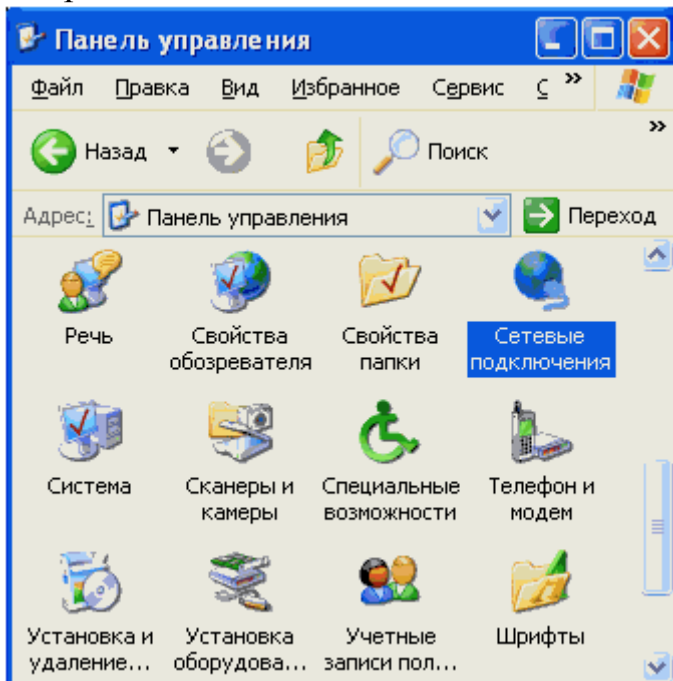 Панель управления
Файл Правка Вид Избранное Сервис С »
Назад Поиск »
Адрес: Панель управления Переход
Речь Свойства обозревателя Свойства папки Сетевые подключения
Система Сканеры и камеры Специальные возможности Телефон и модем
Установка и удаление... Установка оборудова... Учетные записи пол... Шрифты